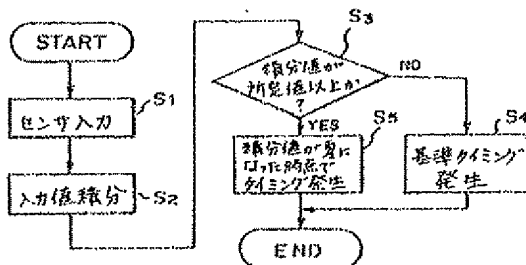 START
S1
センサ入力
S2
入力値積分
S3
積分値が
所定値以上か
?
NO
YES
S5
積分値が
なった時点で
タイミング発生
S4
基準タイミング
発生
END